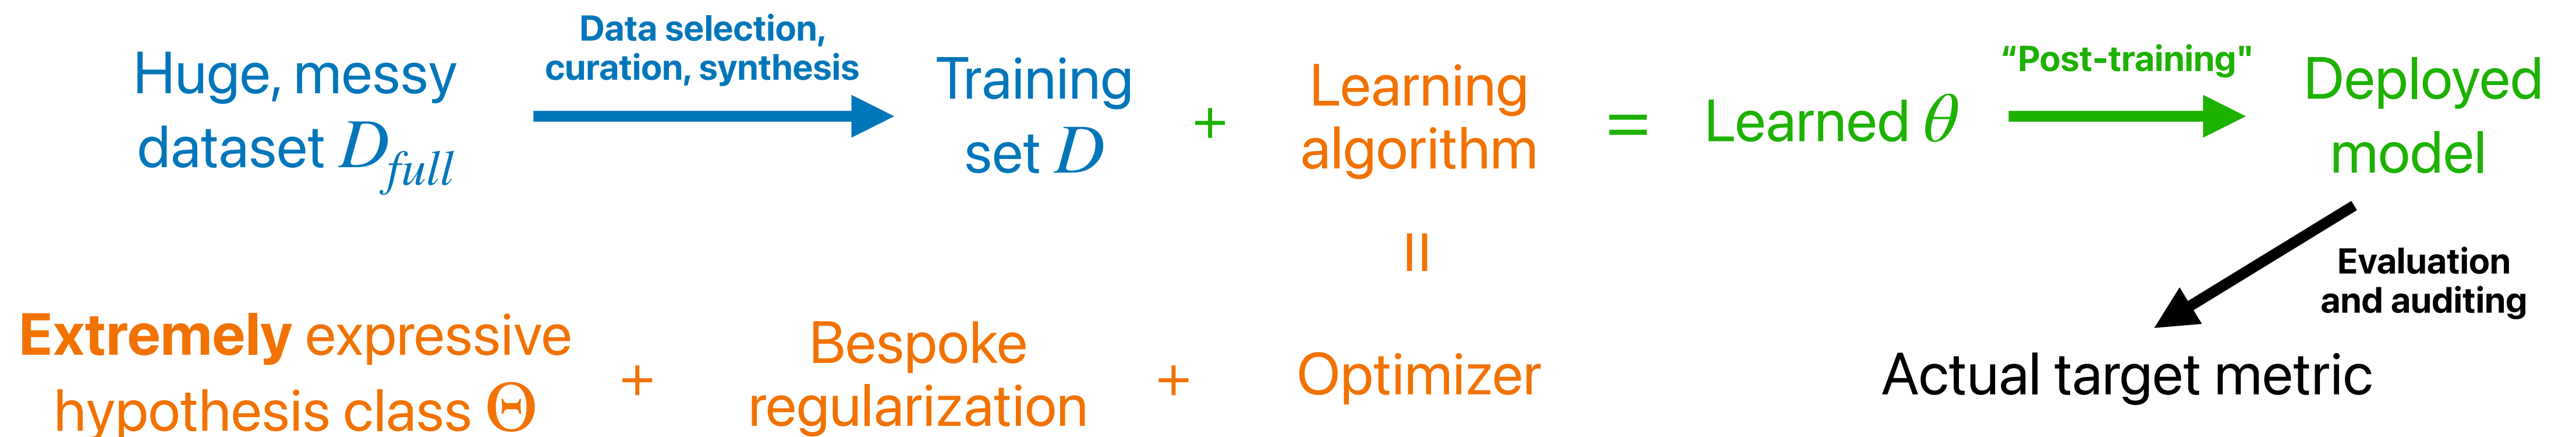 Huge, messy
dataset D_full
Data selection,
curation, synthesis
Training
set D
+
Learning
algorithm
=
Learned θ
“Post-training"
Deployed
model
=
Evaluation
and auditing
Extremely expressive
hypothesis class Θ
+
Bespoke
regularization
+
Optimizer
Actual target metric